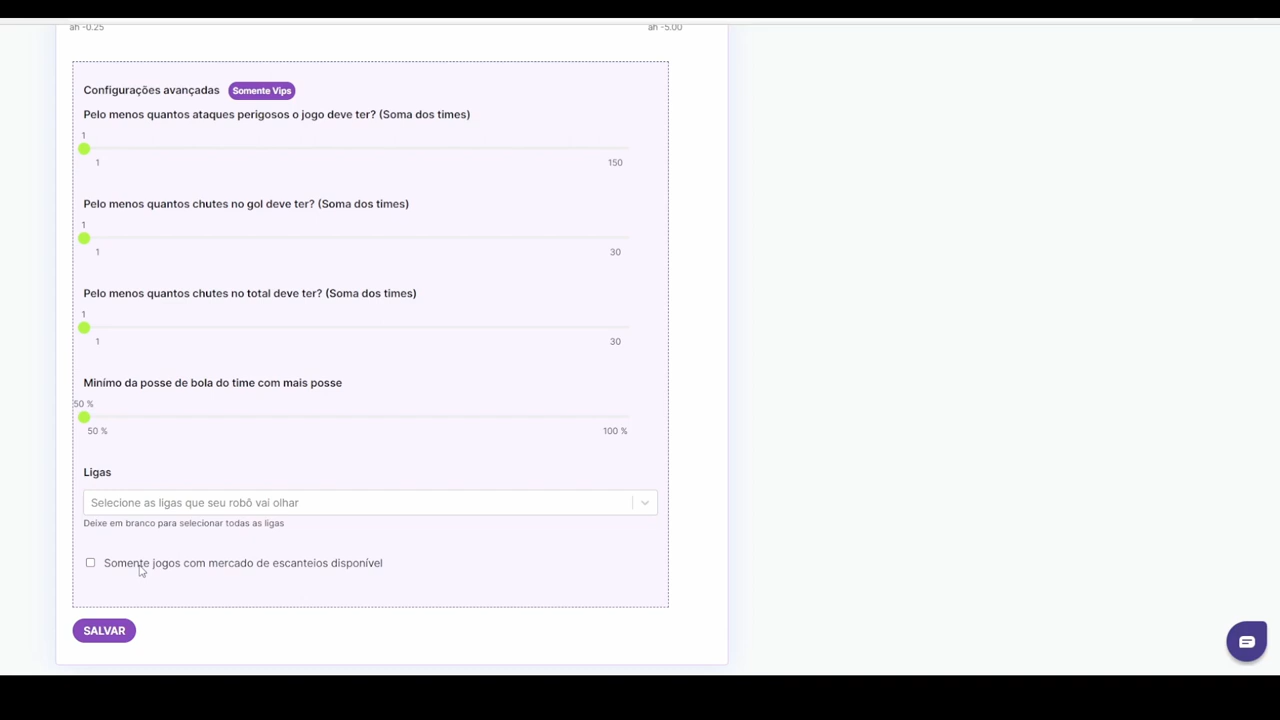 ah -0.25 ah -5.00
Configurações avançadas Somente Vips
Pelo menos quantos ataques perigosos o jogo deve ter? (Soma dos times)
1
1 150
Pelo menos quantos chutes no gol deve ter? (Soma dos times)
1
1 30
Pelo menos quantos chutes no total deve ter? (Soma dos times)
1
1 30
Minímo da posse de bola do time com mais posse
50 %
50 % 100 %
Ligas
Selecione as ligas que seu robô vai olhar
Deixe em branco para selecionar todas as ligas
Somente jogos com mercado de escanteios disponível
SALVAR